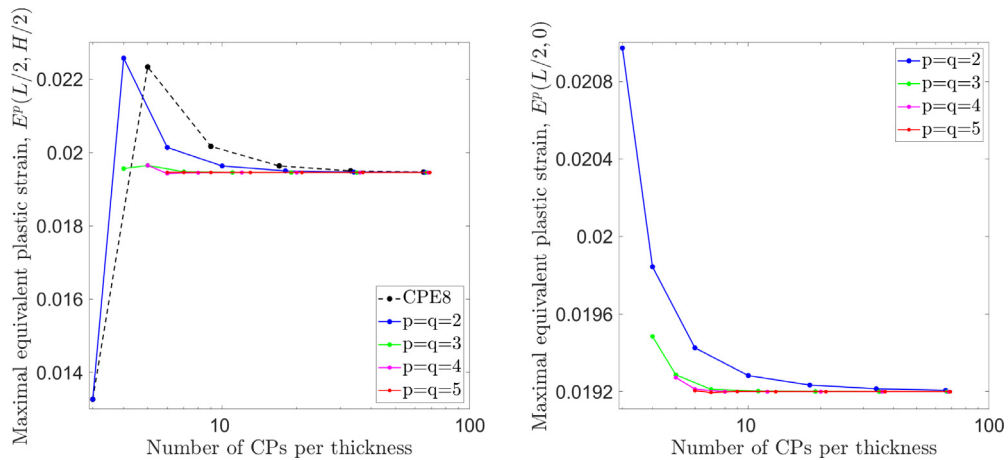 Maximal equivalent plastic strain, E^p(L/2, H/2)
0.022
0.02
0.018
0.016
0.014
10
100
Number of CPs per thickness
CPE8
p=q=2
p=q=3
p=q=4
p=q=5
Maximal equivalent plastic strain, E^p(L/2, 0)
0.0208
0.0204
0.02
0.0196
0.0192
10
100
Number of CPs per thickness
p=q=2
p=q=3
p=q=4
p=q=5